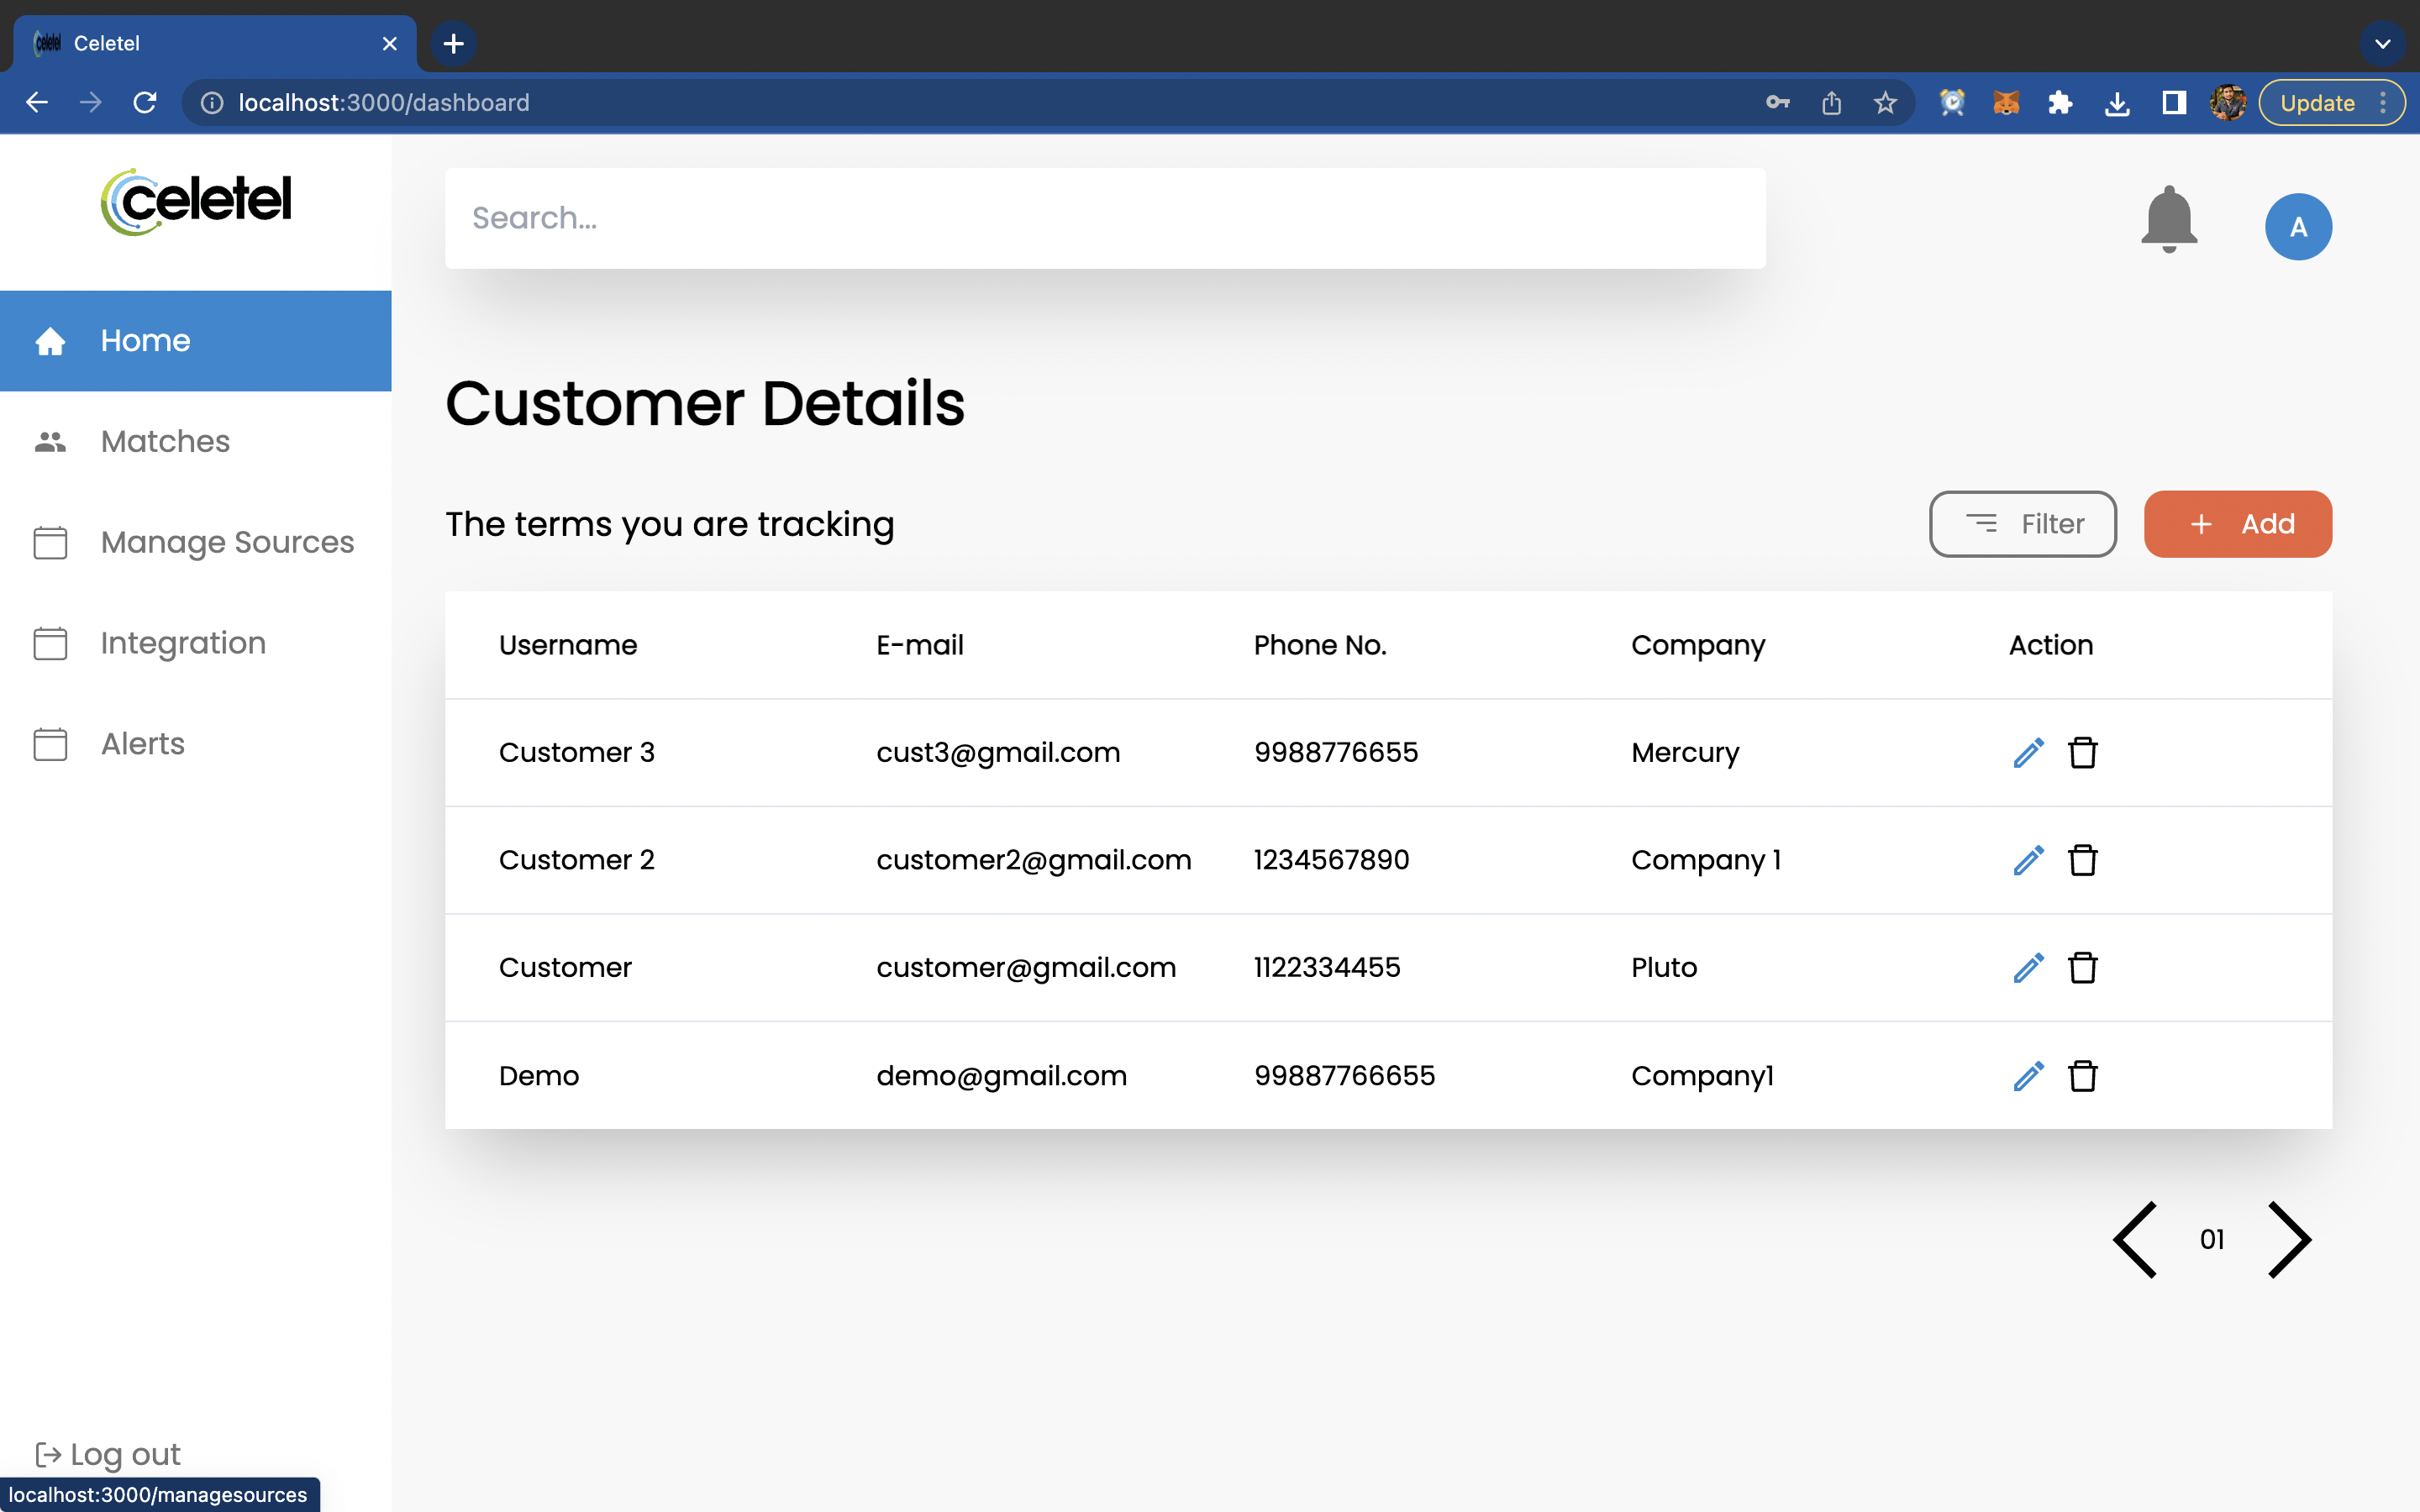 Celetel
localhost:3000/dashboard
Update
celetel
Search...
A
Home
Matches
Manage Sources
Integration
Alerts
Customer Details
The terms you are tracking
Filter
+ Add
Username E-mail Phone No. Company Action
Customer 3 cust3@gmail.com 9988776655 Mercury
Customer 2 customer2@gmail.com 1234567890 Company 1
Customer customer@gmail.com 1122334455 Pluto
Demo demo@gmail.com 99887766655 Company1
01
Log out
localhost:3000/managesources